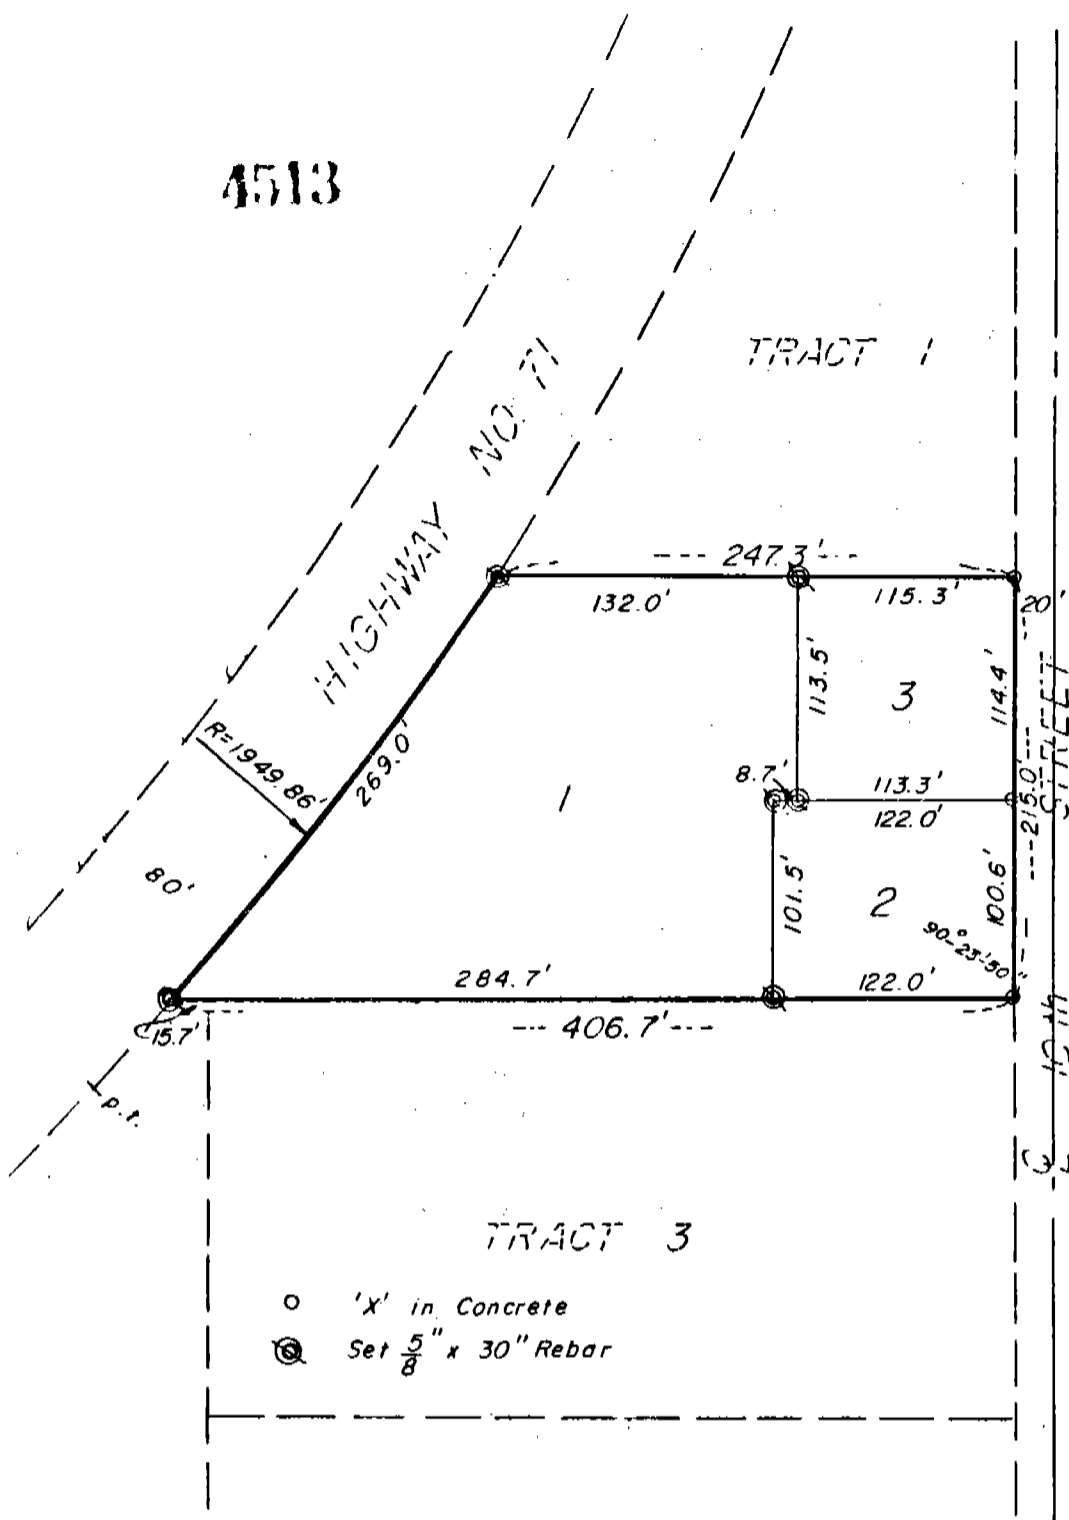 4513
TRACT 1
HIGHWAY NO. 71
--- 247.3' ---
132.0'
115.3'
20'
113.5'
3
114.4'
R=1949.86'
269.0'
8.7'
113.3'
122.0'
1
---215.0'---
STREET
80'
101.5'
2
100.6'
90°-23'-50"
284.7'
122.0'
15.7'
--- 406.7' ---
p.t.
TRACT 3
'X' in Concrete
Set 5/8" x 30" Rebar